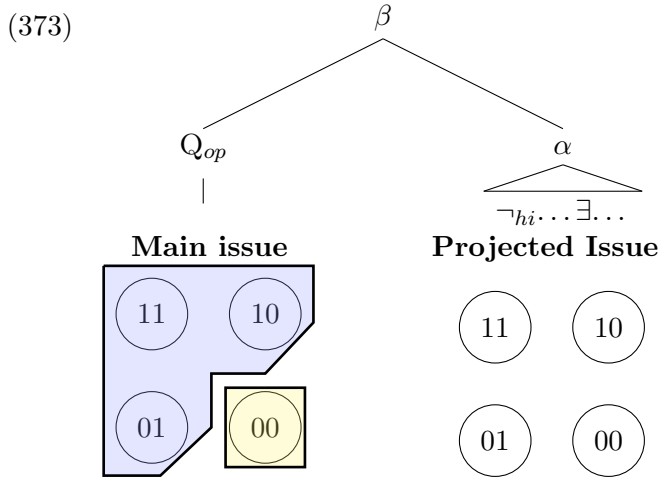 (373)
β
Q_op α
¬_hi… ∃…
Main issue Projected Issue
11 10 11 10
01 00 01 00